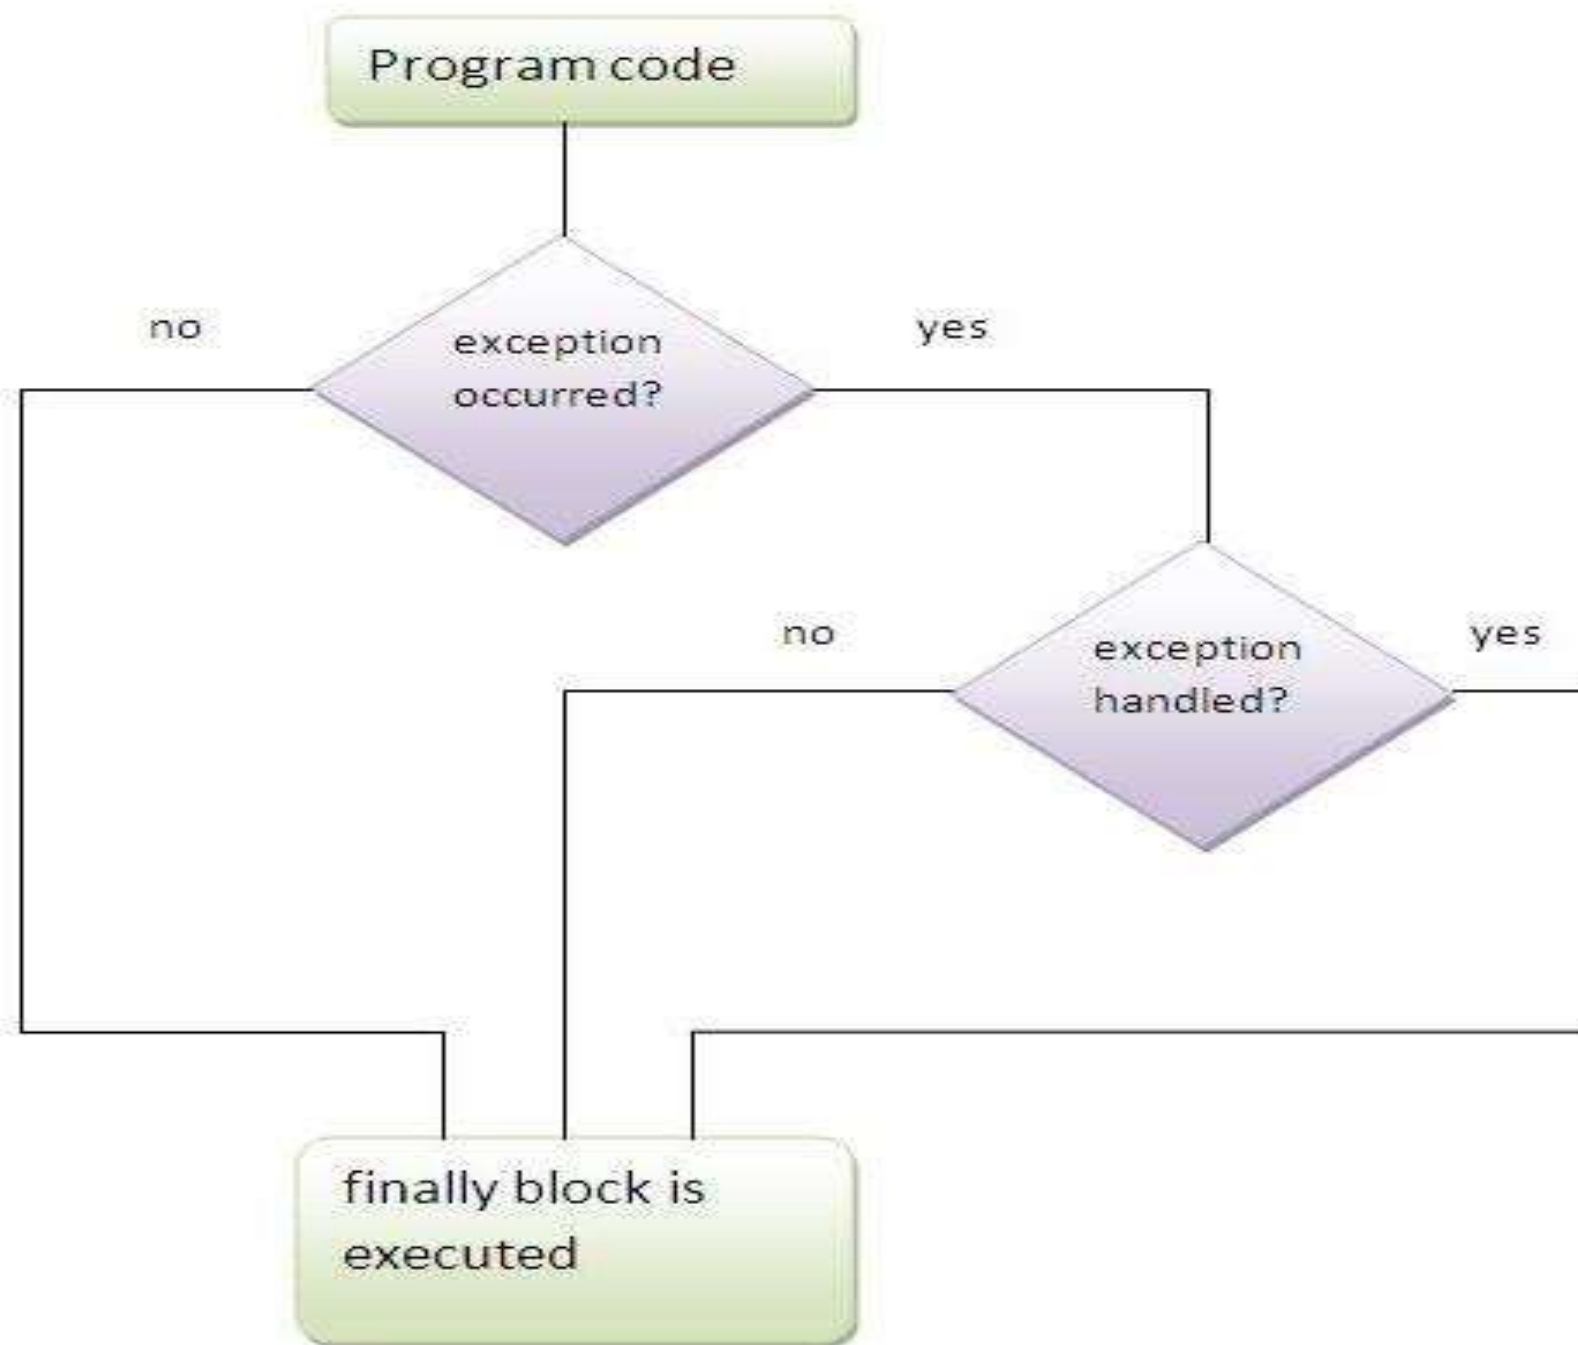 Program code
no
yes
exception
occurred?
no
yes
exception
handled?
finally block is
executed